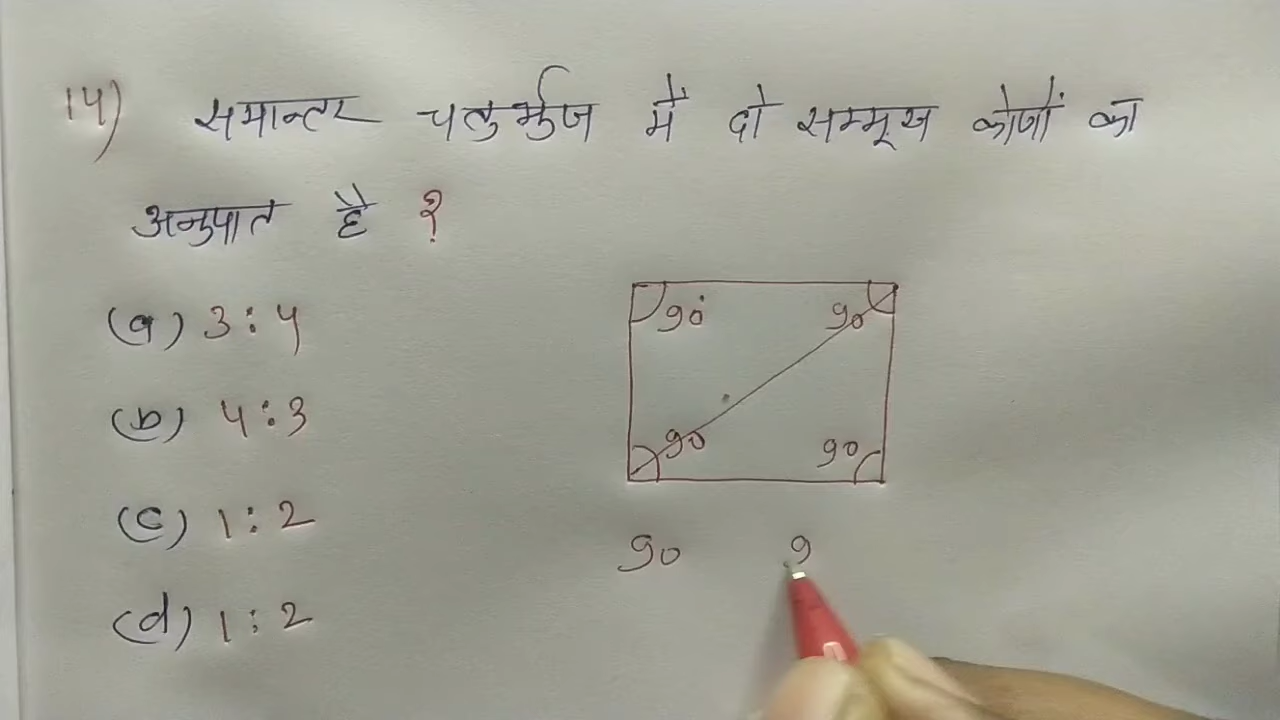 14) समान्तर चतुर्भुज में दो सम्मूख कोणों का
अनुपात है ?
(a) 3:4
(b) 4:3
(c) 1:2
(d) 1:2
90° 90
90 90
90 9